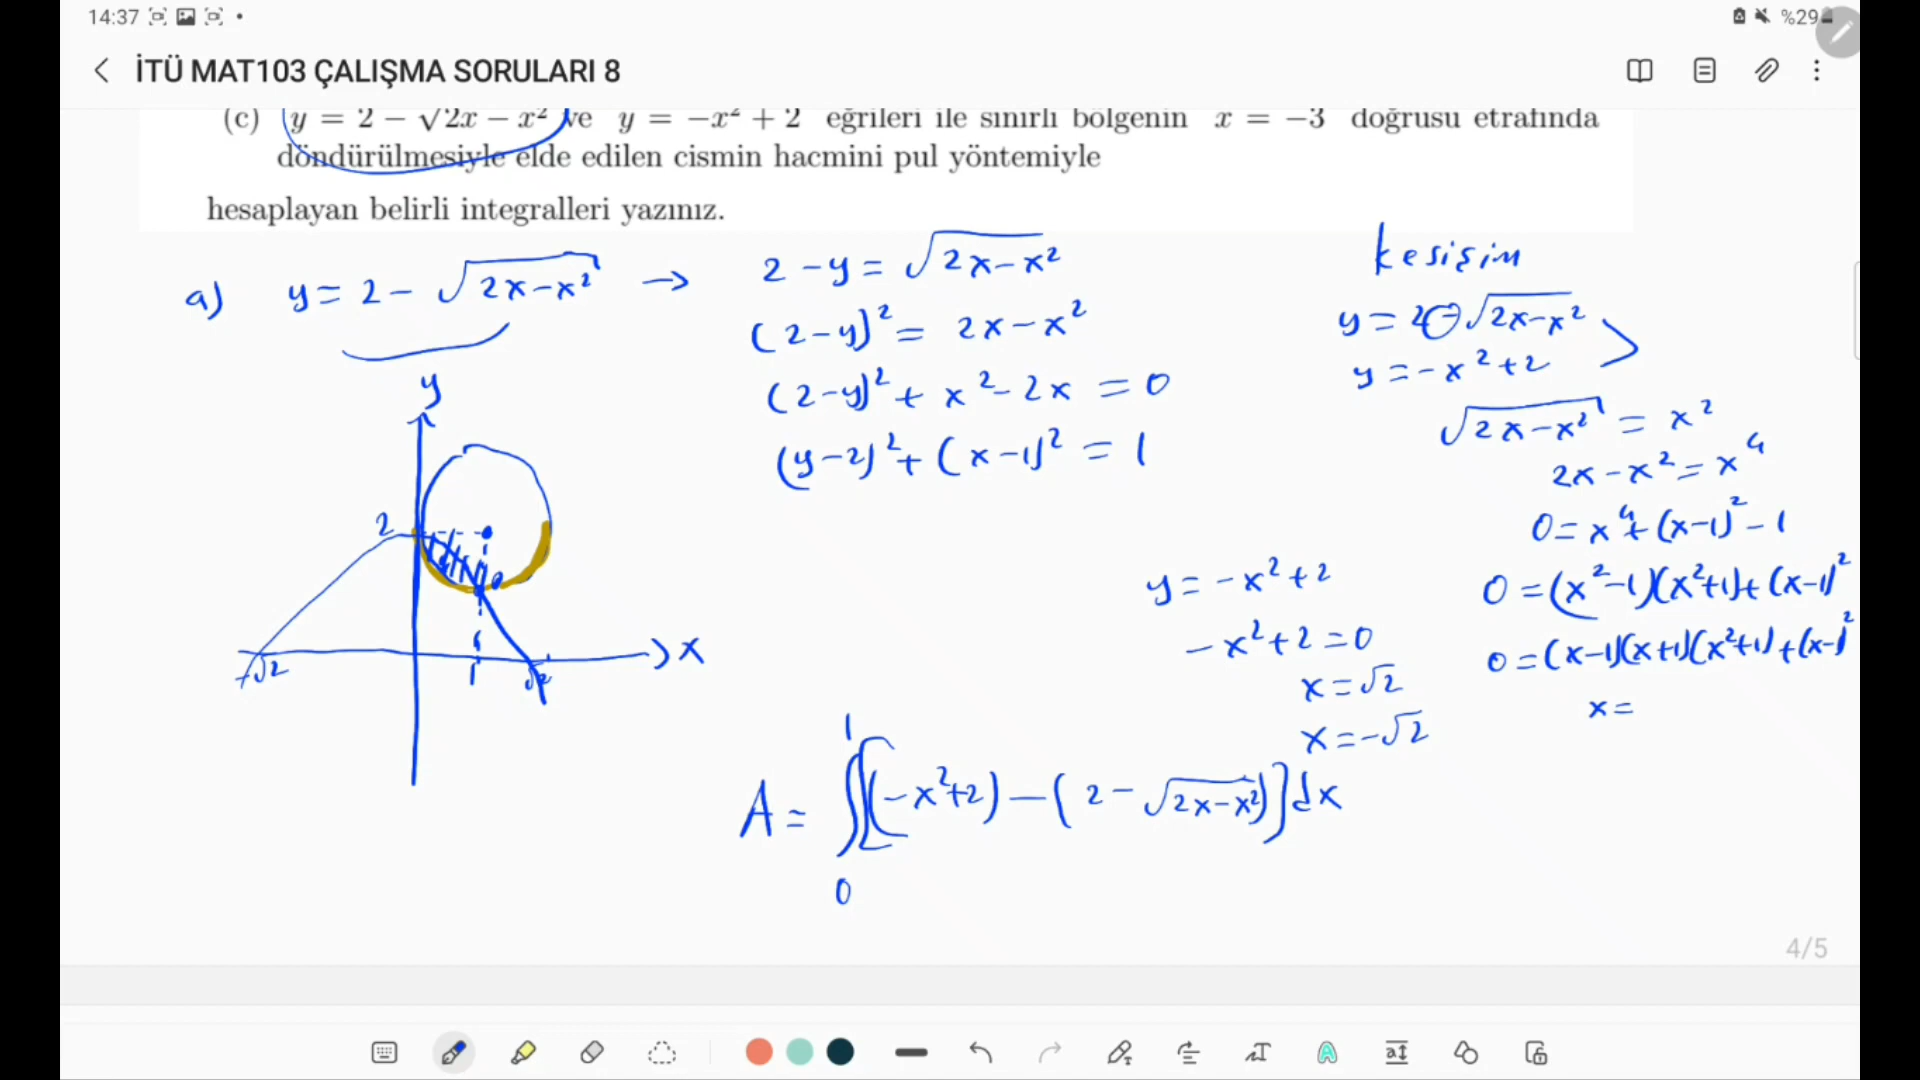 14:37
%29
İTÜ MAT103 ÇALIŞMA SORULARI 8
(c) y = 2 − √2x − x² ve y = −x² + 2 eğrileri ile sınırlı bölgenin x = −3 doğrusu etrafında
döndürülmesiyle elde edilen cismin hacmini pul yöntemiyle
hesaplayan belirli integralleri yazınız.
a) y = 2 − √2x−x² →
2 − y = √2x−x²
(2−y)² = 2x−x²
(2−y)² + x² − 2x = 0
(y−2)² + (x−1)² = 1
kesişim
y = 2 − √2x−x²
y = −x²+2
√2x−x² = x²
2x−x² = x⁴
0 = x⁴ + (x−1)² − 1
0 = (x²−1)(x²+1) + (x−1)²
0 = (x−1)(x+1)(x²+1) + (x−1)²
x =
y
2
x
−√2
1
√2
y = −x²+2
−x²+2 = 0
x = √2
x = −√2
A = ∫₀¹ [(−x²+2) − (2 − √2x−x²)] dx
4/5